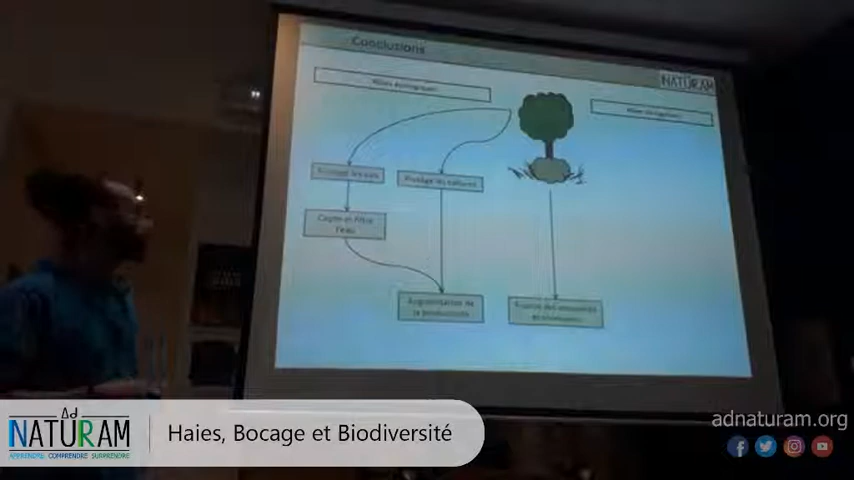 Conclusions
NATURAM
Protège les sols
Protège les cultures
Capte et filtre
l'eau
Augmentation de
la productivité
Ad
NATURAM
APPRENDRE, COMPRENDRE, SURPRENDRE
Haies, Bocage et Biodiversité
adnaturam.org